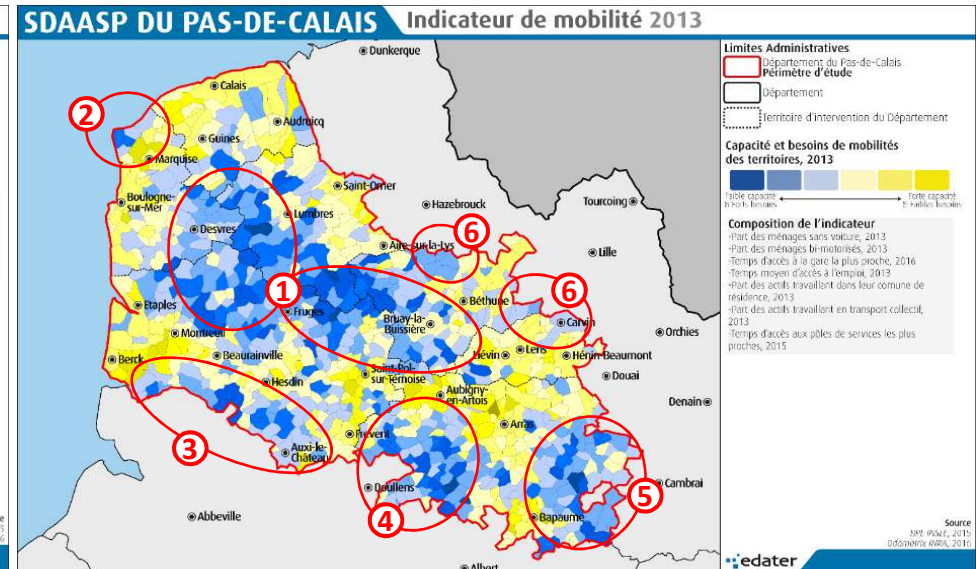 SDAASP DU PAS-DE-CALAIS Indicateur de mobilité 2013
Dunkerque
Calais
Audruicq
Guines
Marquise
Saint-Omer
Boulogne-
sur-Mer
Lumbres
Hazebrouck
Tourcoing
Desvres
Aire-sur-la-Lys
Lille
Etaples
Fruges
Béthune
Bruay-la-
Buissière
Carvin
Montreuil
Orchies
Berck
Beaurainville
Liévin
Lens
Hénin-Beaumont
Saint-Pol-
sur-Ternoise
Douai
Hesdin
Aubigny-
en-Artois
Denain
Arras
Frévent
Auxi-le-
Château
Doullens
Cambrai
Abbeville
Bapaume
Albert
2
6
1
6
3
4
5
Limites Administratives
Département du Pas-de-Calais
Périmètre d'étude
Département
Territoire d'intervention du Département
Capacité et besoins de mobilités
des territoires, 2013
Faible capacité
& Forts besoins
Forte capacité
& Faibles besoins
Composition de l'indicateur
-Part des ménages sans voiture, 2013
-Part des ménages bi-motorisés, 2013
-Temps d'accès à la gare la plus proche, 2016
-Temps moyen d'accès à l'emploi, 2013
-Part des actifs travaillant dans leur comune de
résidence, 2013
-Part des actifs travaillant en transport collectif,
2013
-Temps d'accès aux pôles de services les plus
proches, 2015
Source
INSEE, 2015
Odomatrix INRA, 2016
edater